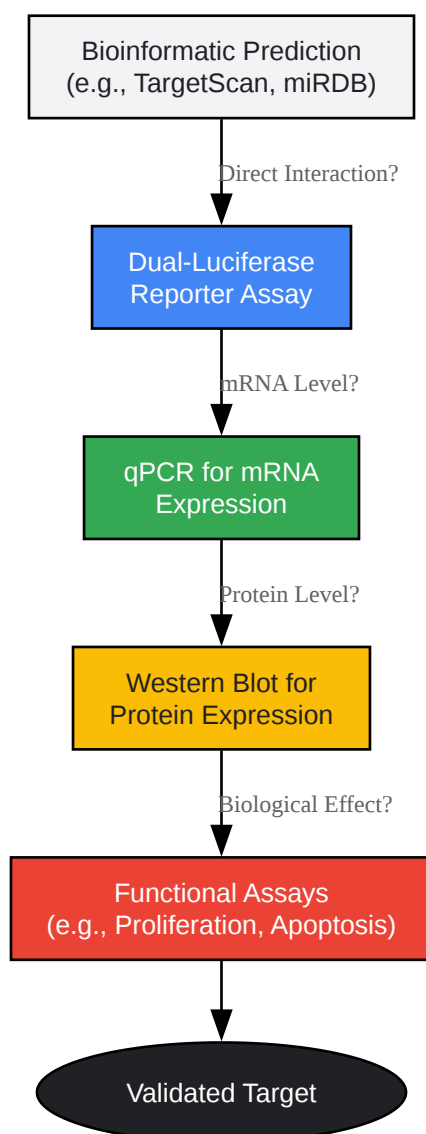 Bioinformatic Prediction
(e.g., TargetScan, miRDB)
Direct Interaction?
Dual-Luciferase
Reporter Assay
mRNA Level?
qPCR for mRNA
Expression
Protein Level?
Western Blot for
Protein Expression
Biological Effect?
Functional Assays
(e.g., Proliferation, Apoptosis)
Validated Target